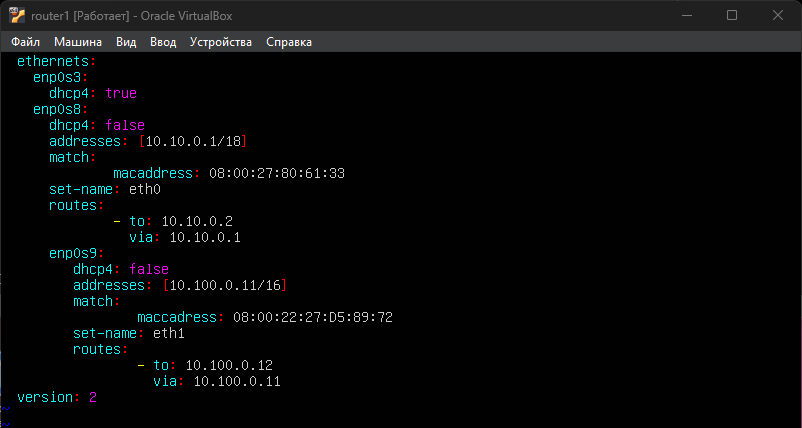 router1 [Работает] - Oracle VirtualBox
Файл Машина Вид Ввод Устройства Справка
ethernets:
  enp0s3:
    dhcp4: true
  enp0s8:
    dhcp4: false
    addresses: [10.10.0.1/18]
    match:
            macaddress: 08:00:27:80:61:33
    set-name: eth0
    routes:
            - to: 10.10.0.2
              via: 10.10.0.1
    enp0s9:
       dhcp4: false
       addresses: [10.100.0.11/16]
       match:
               maccadress: 08:00:22:27:D5:89:72
       set-name: eth1
       routes:
               - to: 10.100.0.12
                 via: 10.100.0.11
version: 2
~
~